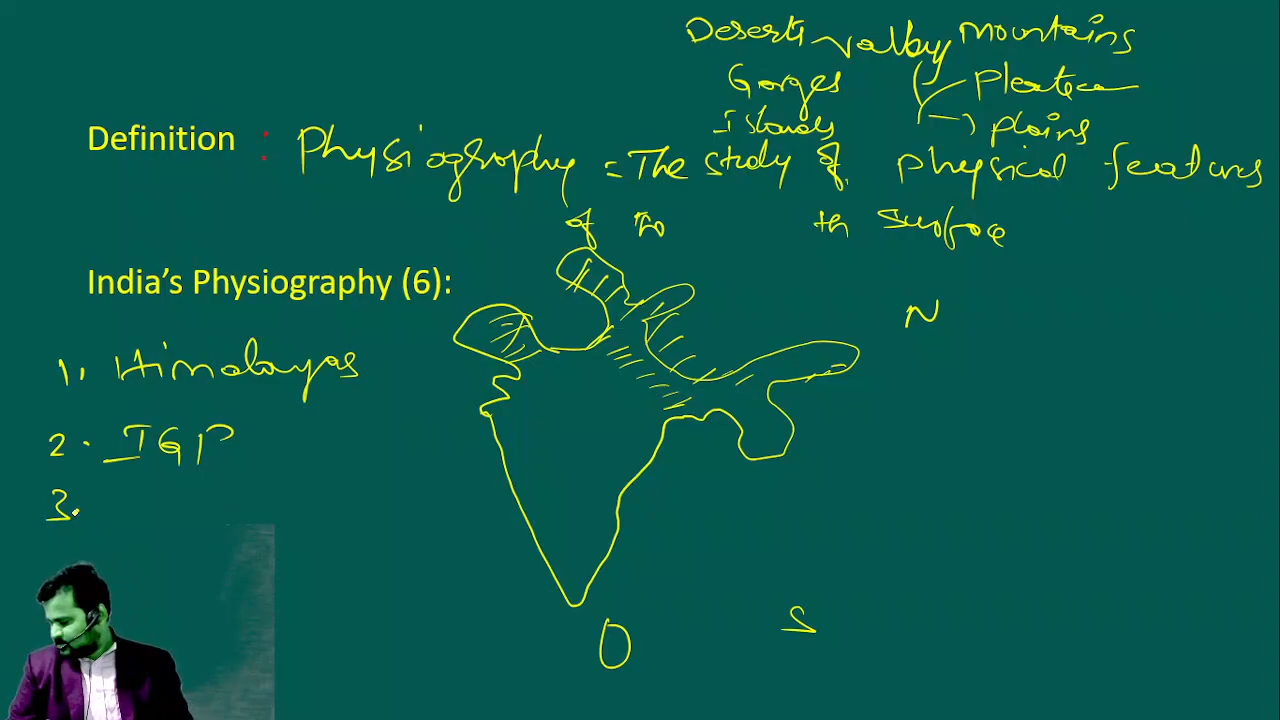 Deserts valley Mountains
Gorges Plateau
Islands plains
Definition : Physiography = The study of physical features
of the th surface
India's Physiography (6):
N
1. Himalayas
2. IGP
3.
S